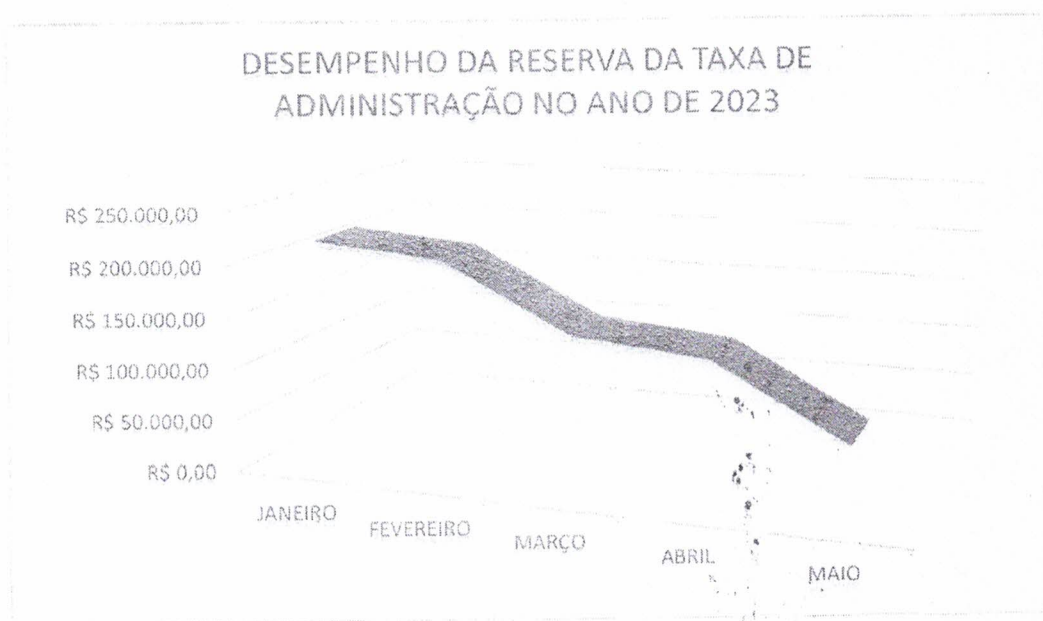 DESEMPENHO DA RESERVA DA TAXA DE
ADMINISTRAÇÃO NO ANO DE 2023
R$ 250.000,00
R$ 200.000,00
R$ 150.000,00
R$ 100.000,00
R$ 50.000,00
R$ 0,00
JANEIRO
FEVEREIRO
MARÇO
ABRIL
MAIO